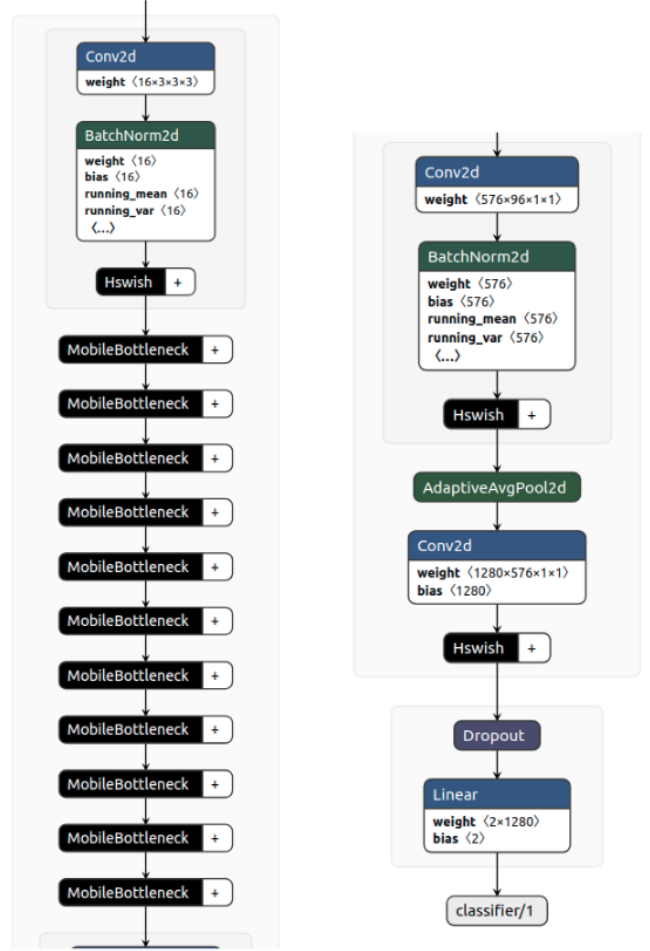 Conv2d
weight 〈16×3×3×3〉
BatchNorm2d
weight 〈16〉
bias 〈16〉
running_mean 〈16〉
running_var 〈16〉
〈...〉
Hswish +
MobileBottleneck +
MobileBottleneck +
MobileBottleneck +
MobileBottleneck +
MobileBottleneck +
MobileBottleneck +
MobileBottleneck +
MobileBottleneck +
MobileBottleneck +
MobileBottleneck +
MobileBottleneck +
Conv2d
weight 〈576×96×1×1〉
BatchNorm2d
weight 〈576〉
bias 〈576〉
running_mean 〈576〉
running_var 〈576〉
〈...〉
Hswish +
AdaptiveAvgPool2d
Conv2d
weight 〈1280×576×1×1〉
bias 〈1280〉
Hswish +
Dropout
Linear
weight 〈2×1280〉
bias 〈2〉
classifier/1